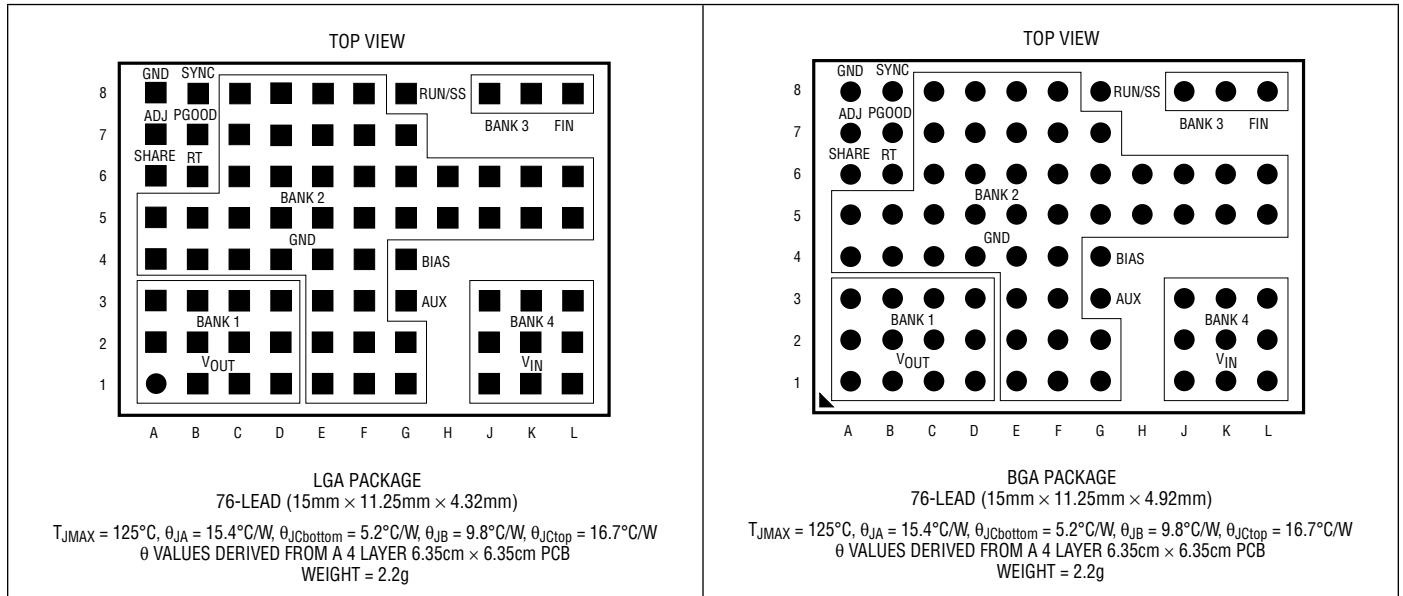 TOP VIEW
GND SYNC
8 RUN/SS
ADJ PGOOD BANK 3 FIN
7
SHARE RT
6
BANK 2
5
GND
4 BIAS
3 AUX
BANK 1 BANK 4
2
VOUT VIN
1
A B C D E F G H J K L
LGA PACKAGE
76-LEAD (15mm × 11.25mm × 4.32mm)
TJMAX = 125°C, θJA = 15.4°C/W, θJCbottom = 5.2°C/W, θJB = 9.8°C/W, θJCtop = 16.7°C/W
θ VALUES DERIVED FROM A 4 LAYER 6.35cm × 6.35cm PCB
WEIGHT = 2.2g
TOP VIEW
GND SYNC
8 RUN/SS
ADJ PGOOD BANK 3 FIN
7
SHARE RT
6
BANK 2
5
GND
4 BIAS
3 AUX
BANK 1 BANK 4
2
VOUT VIN
1
A B C D E F G H J K L
BGA PACKAGE
76-LEAD (15mm × 11.25mm × 4.92mm)
TJMAX = 125°C, θJA = 15.4°C/W, θJCbottom = 5.2°C/W, θJB = 9.8°C/W, θJCtop = 16.7°C/W
θ VALUES DERIVED FROM A 4 LAYER 6.35cm × 6.35cm PCB
WEIGHT = 2.2g